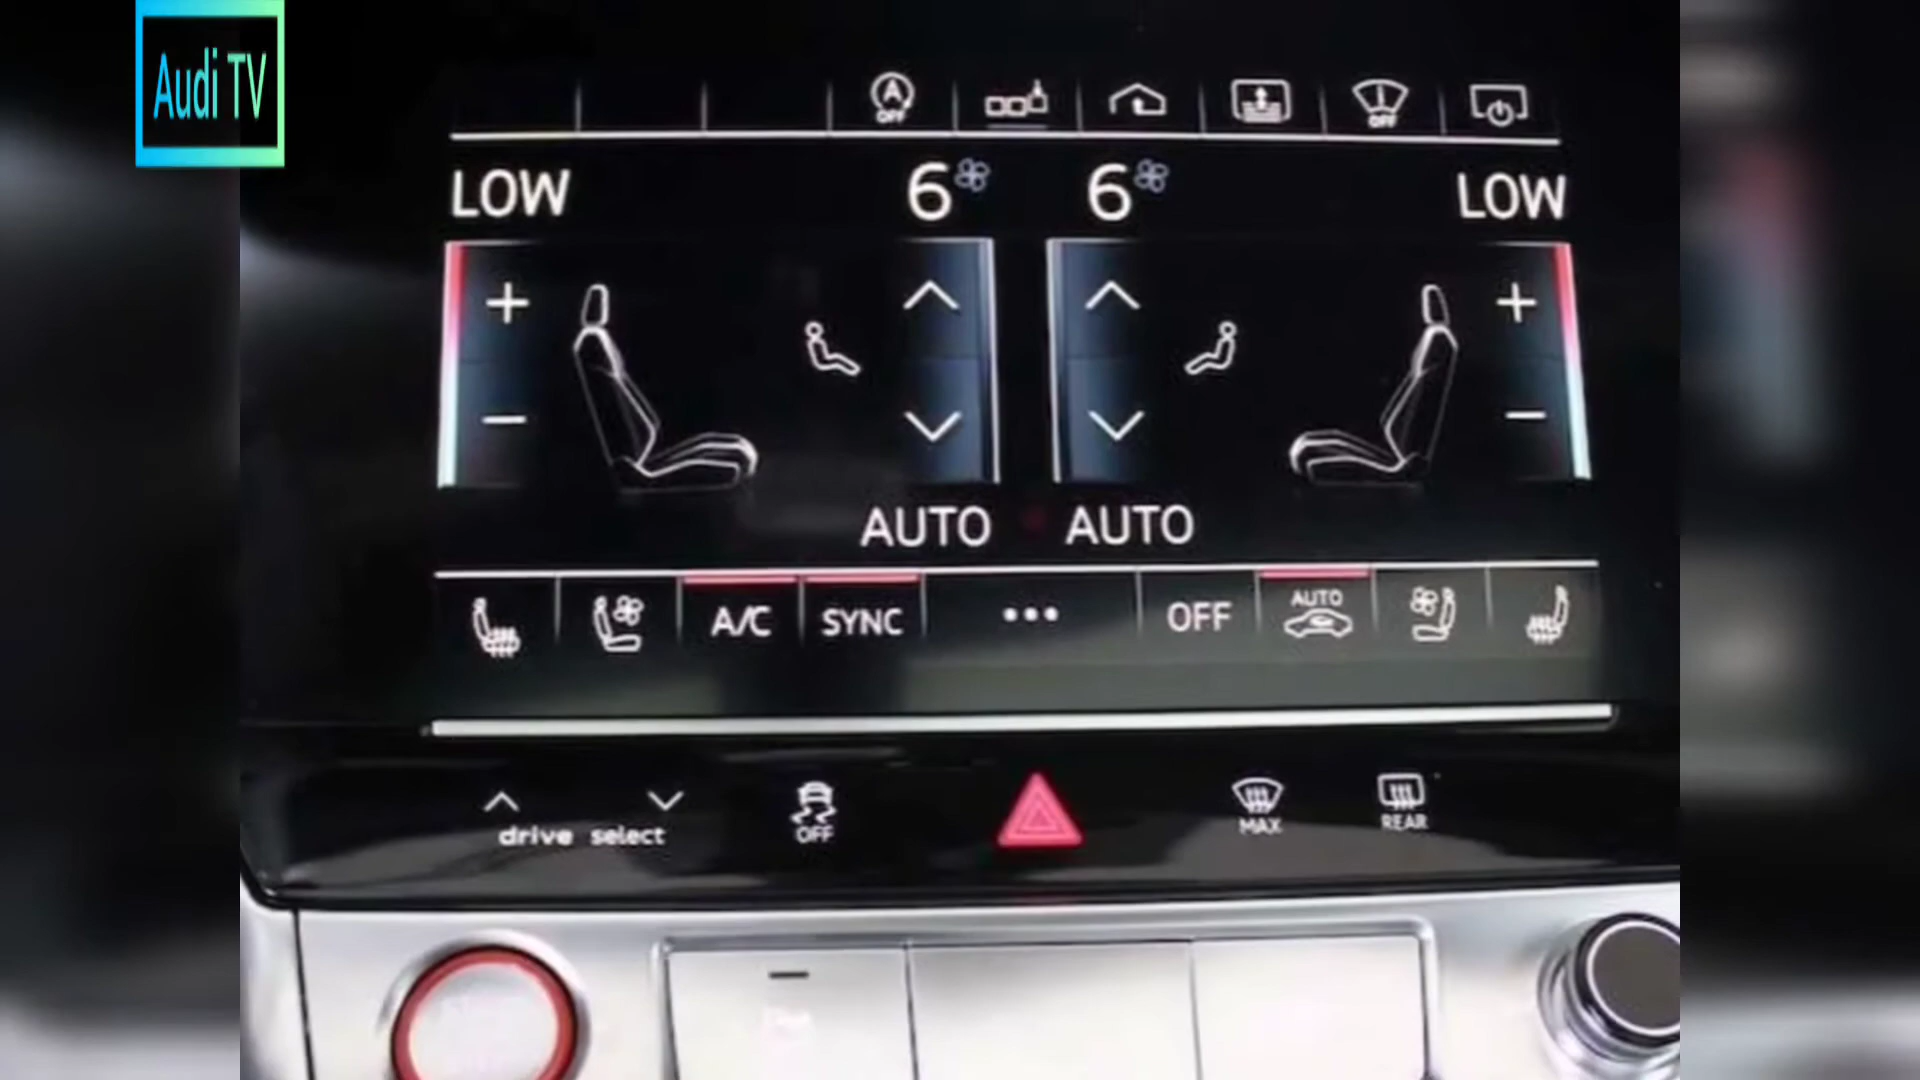 Audi TV
OFF
OFF
LOW 6 6 LOW
AUTO AUTO
A/C SYNC ••• OFF AUTO
drive select OFF MAX REAR